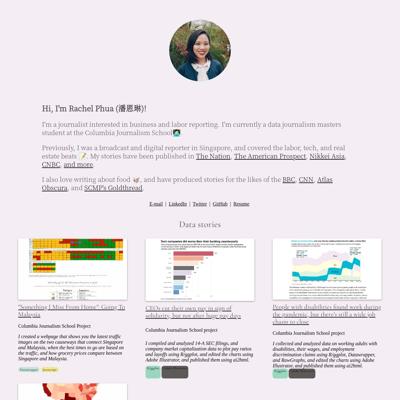 Hi, I'm Rachel Phua (潘恩琳)!
I'm a journalist interested in business and labor reporting. I'm currently a data journalism masters
student at the Columbia Journalism School
Previously, I was a broadcast and digital reporter in Singapore, and covered the labor, tech, and real
estate beats. My stories have been published in The Nation, The American Prospect, Nikkei Asia,
CNBC, and more.
I also love writing about food, and have produced stories for the likes of the BBC, CNN, Atlas
Obscura, and SCMP's Goldthread.
E-mail | LinkedIn | Twitter | GitHub | Resume
Data stories
"Something I Miss From Home": Going To
Malaysia
Columbia Journalism School Project
I created a webpage that shows you the latest traffic
images on the two causeways that connect Singapore
and Malaysia, when the best times to go are based on
the traffic, and how grocery prices compare between
Singapore and Malaysia.
CEOs cut their own pay in sign of
solidarity, but not after huge pay days
Columbia Journalism School project
I compiled and analyzed 14-A SEC filings, and
company market capitalization data to plot pay ratios
and layoffs using R/ggplot, and edited the charts using
Adobe Illustrator, and published them using ai2html.
People with disabilities found work during
the pandemic, but there's still a wide job
chasm to close
Columbia Journalism School project
I collected and analyzed data on working adults with
disabilities, their wages, and employment
discrimination claims using R/ggplot, Datawrapper,
and RawGraphs, and edited the charts using Adobe
Illustrator, and published them using ai2html.